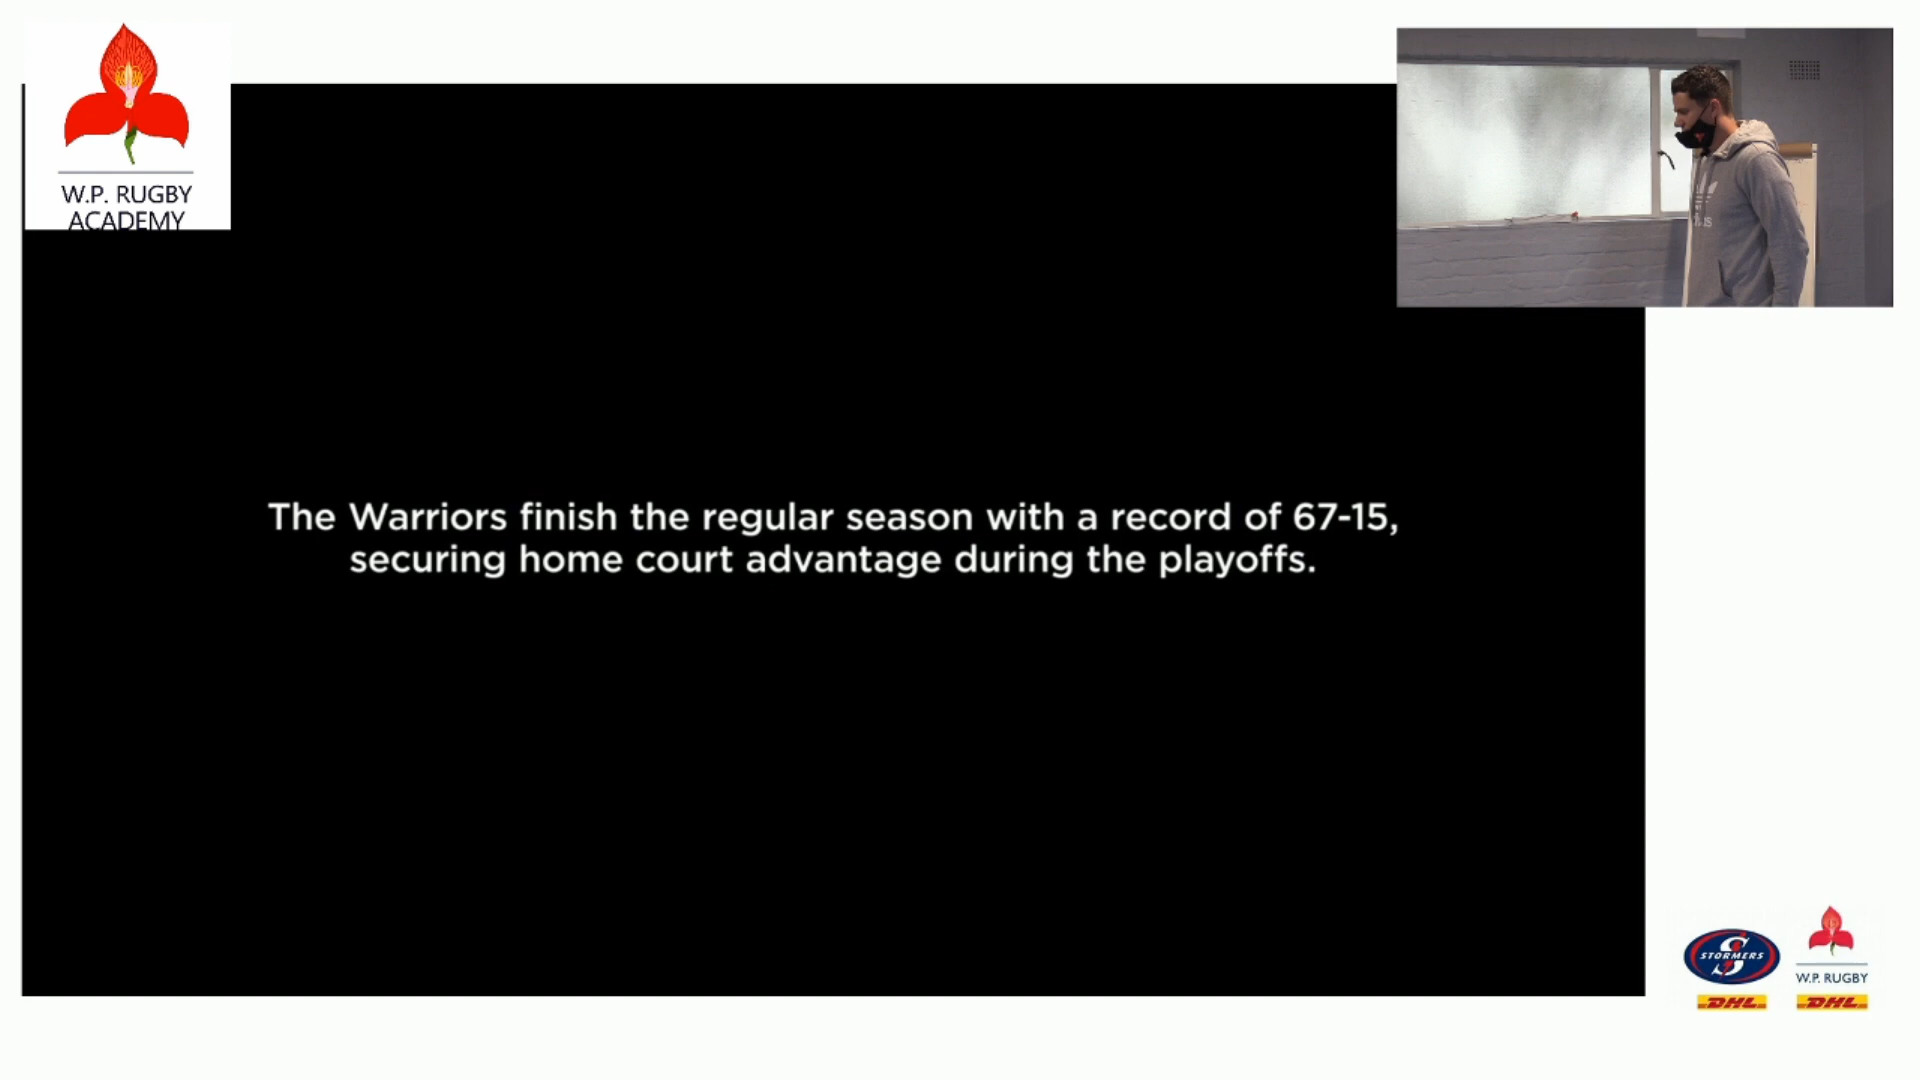 W.P. RUGBY
ACADEMY
The Warriors finish the regular season with a record of 67-15,
securing home court advantage during the playoffs.
STORMERS
DHL
W.P. RUGBY
DHL